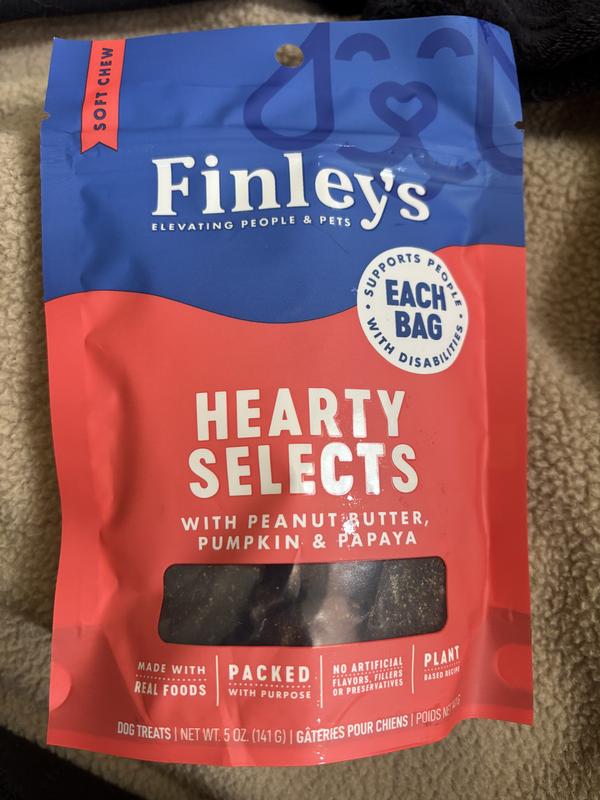 SOFT CHEW
Finley's
ELEVATING PEOPLE & PETS
SUPPORTS PEOPLE
EACH
BAG
WITH DISABILITIES
HEARTY
SELECTS
WITH PEANUT BUTTER,
PUMPKIN & PAPAYA
MADE WITH
REAL FOODS
PACKED
WITH PURPOSE
NO ARTIFICIAL
FLAVORS, FILLERS
OR PRESERVATIVES
PLANT
BASED RECIPE
DOG TREATS | NET WT. 5 OZ. (141 G) | GÂTERIES POUR CHIENS | POIDS NET